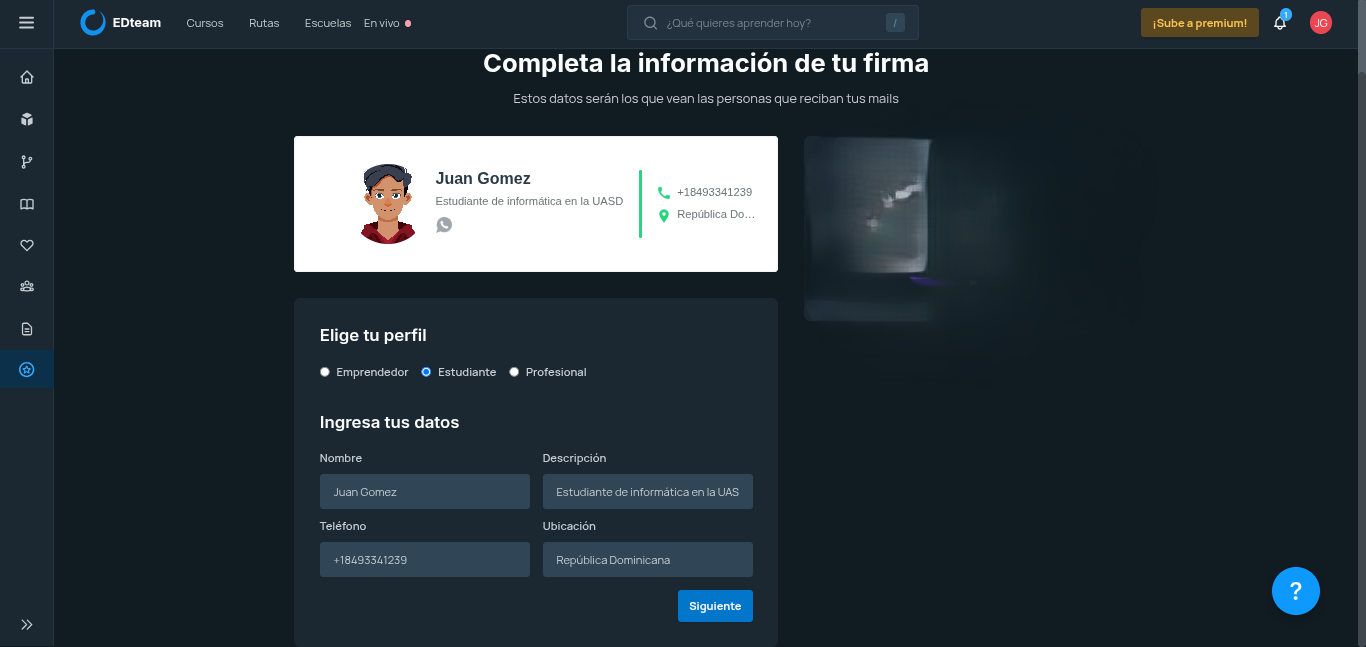 EDteam
Cursos
Rutas
Escuelas
En vivo
¿Qué quieres aprender hoy?
/
¡Sube a premium!
1
JG
Completa la información de tu firma
Estos datos serán los que vean las personas que reciban tus mails
Juan Gomez
Estudiante de informática en la UASD
+18493341239
República Do...
Elige tu perfil
Emprendedor
Estudiante
Profesional
Ingresa tus datos
Nombre
Descripción
Juan Gomez
Estudiante de informática en la UAS
Teléfono
Ubicación
+18493341239
República Dominicana
Siguiente
?